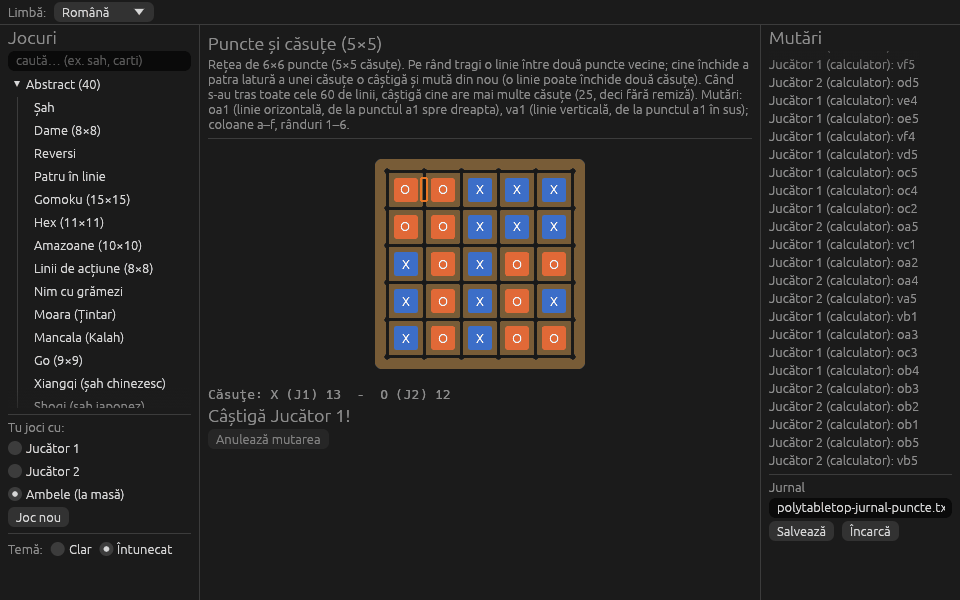 Limbă: Română
Jocuri
caută... (ex. sah, carti)
Abstract (40)
Șah
Dame (8×8)
Reversi
Patru în linie
Gomoku (15×15)
Hex (11×11)
Amazoane (10×10)
Linii de acțiune (8×8)
Nim cu grămezi
Moara (Țintar)
Mancala (Kalah)
Go (9×9)
Xiangqi (șah chinezesc)
Shogi (șah japonez)
Tu joci cu:
Jucător 1
Jucător 2
Ambele (la masă)
Joc nou
Temă: Clar Întunecat
Puncte și căsuțe (5×5)
Rețea de 6×6 puncte (5×5 căsuțe). Pe rând tragi o linie între două puncte vecine; cine închide a
patra latură a unei căsuțe o câștigă și mută din nou (o linie poate închide două căsuțe). Când
s-au tras toate cele 60 de linii, câștigă cine are mai multe căsuțe (25, deci fără remiză). Mutări:
oa1 (linie orizontală, de la punctul a1 spre dreapta), va1 (linie verticală, de la punctul a1 în sus);
coloane a–f, rânduri 1–6.
O O X X X
O O X X X
X O X O O
X O X O X
X O X O O
Căsuțe: X (J1) 13 - O (J2) 12
Câștigă Jucător 1!
Anulează mutarea
Mutări
Jucător 1 (calculator): vf5
Jucător 2 (calculator): od5
Jucător 1 (calculator): ve4
Jucător 1 (calculator): oe5
Jucător 1 (calculator): vf4
Jucător 1 (calculator): vd5
Jucător 1 (calculator): oc5
Jucător 1 (calculator): oc4
Jucător 1 (calculator): oc2
Jucător 2 (calculator): oa5
Jucător 1 (calculator): vc1
Jucător 1 (calculator): oa2
Jucător 2 (calculator): oa4
Jucător 2 (calculator): va5
Jucător 1 (calculator): vb1
Jucător 1 (calculator): oa3
Jucător 1 (calculator): oc3
Jucător 1 (calculator): ob4
Jucător 2 (calculator): ob3
Jucător 2 (calculator): ob2
Jucător 2 (calculator): ob1
Jucător 2 (calculator): ob5
Jucător 2 (calculator): vb5
Jurnal
polytabletop-jurnal-puncte.tx
Salvează Încarcă